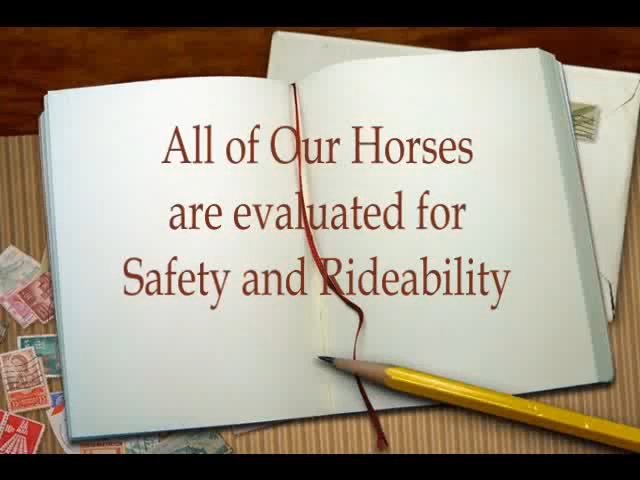 All of Our Horses
are evaluated for
Safety and Rideability